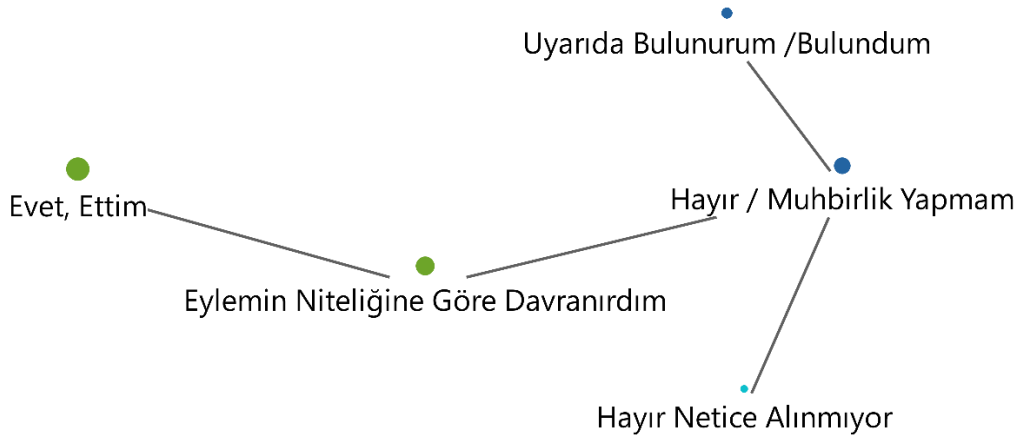 Uyarıda Bulunurum /Bulundum
Evet, Ettim
Hayır / Muhbirlik Yapmam
Eylemin Niteliğine Göre Davranırdım
Hayır Netice Alınmıyor